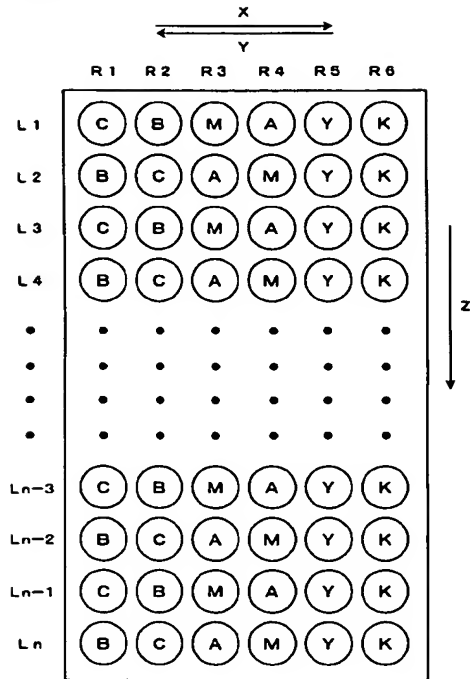 X
Y
R1 R2 R3 R4 R5 R6
L1 C B M A Y K
L2 B C A M Y K
L3 C B M A Y K
L4 B C A M Y K
Z
Ln-3 C B M A Y K
Ln-2 B C A M Y K
Ln-1 C B M A Y K
Ln B C A M Y K